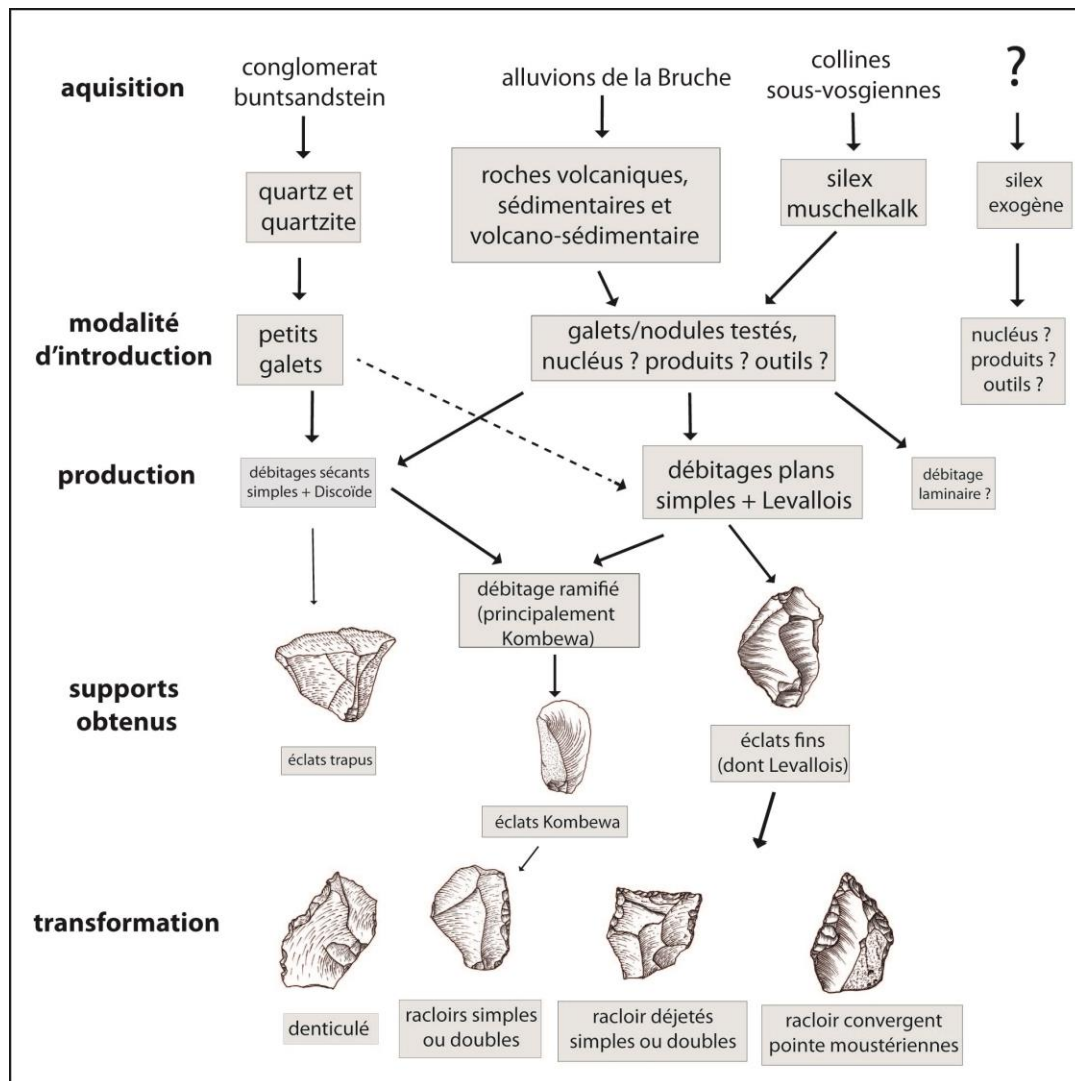 aquisition
conglomerat
buntsandstein
alluvions de la Bruche
collines
sous-vosgiennes
?
quartz et
quartzite
roches volcaniques,
sédimentaires et
volcano-sédimentaire
silex
muschelkalk
silex
exogène
modalité
d'introduction
petits
galets
galets/nodules testés,
nucléus ? produits ? outils ?
nucléus ?
produits ?
outils ?
production
débitages sécants
simples + Discoïde
débitages plans
simples + Levallois
débitage
laminaire ?
débitage ramifié
(principalement
Kombewa)
supports
obtenus
éclats trapus
éclats Kombewa
éclats fins
(dont Levallois)
transformation
denticulé
racloirs simples
ou doubles
racloir déjetés
simples ou doubles
racloir convergent
pointe moustériennes